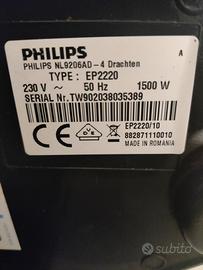 PHILIPS
A
PHILIPS NL9206AD-4 Drachten
TYPE: EP2220
230 V ~ 50 Hz 1500 W
SERIAL Nr.TW902038035389
EP2220/10
882871110010
MADE IN ROMANIA
subito